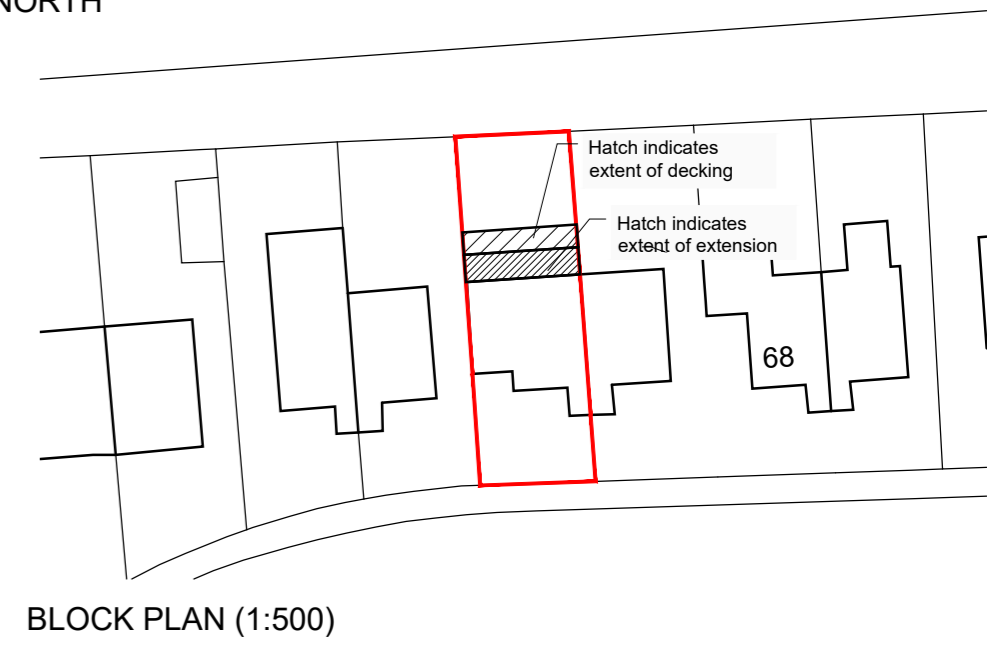 NORTH
Hatch indicates
extent of decking
Hatch indicates
extent of extension
68
BLOCK PLAN (1:500)